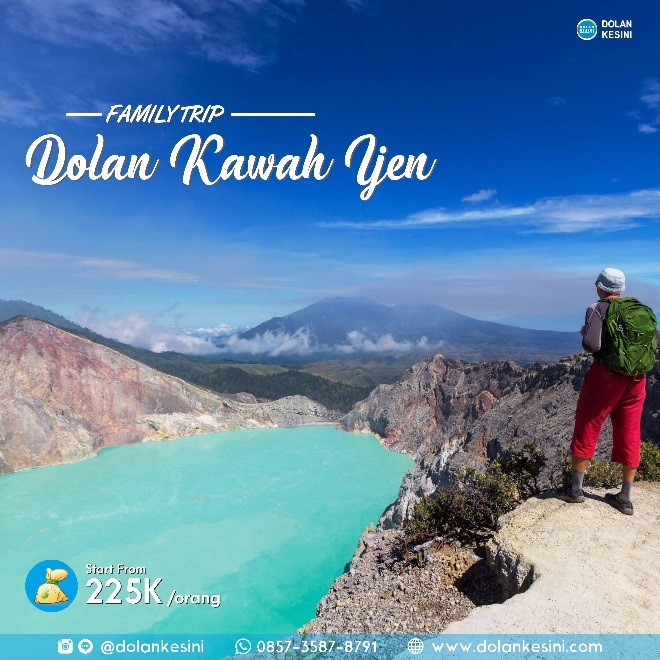 DOLAN
KESINI
FAMILY TRIP
Dolan Kawah Ijen
Start From
225K /orang
@dolankesini 0857-3587-8791 www.dolankesini.com